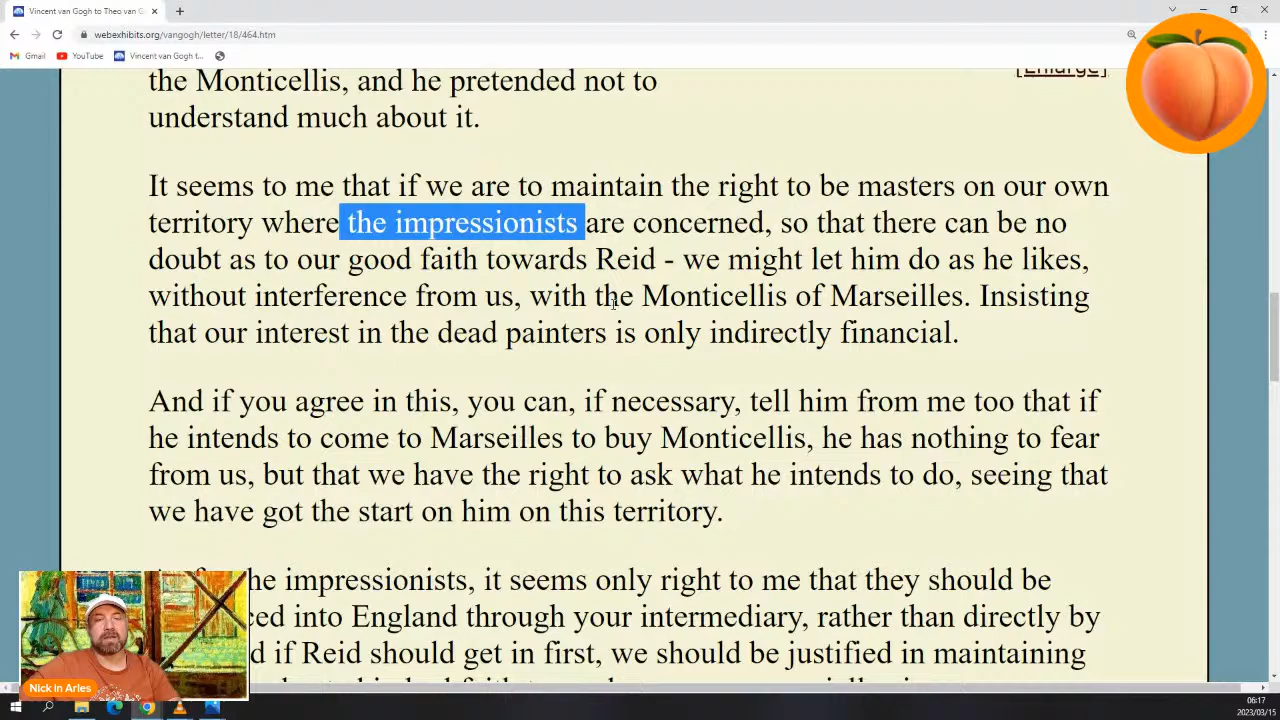 Vincent van Gogh to Theo van G
webexhibits.org/vangogh/letter/18/464.htm
Gmail
YouTube
Vincent van Gogh t...
[Enlarge]
the Monticellis, and he pretended not to
understand much about it.
It seems to me that if we are to maintain the right to be masters on our own
territory where the impressionists are concerned, so that there can be no
doubt as to our good faith towards Reid - we might let him do as he likes,
without interference from us, with the Monticellis of Marseilles. Insisting
that our interest in the dead painters is only indirectly financial.
And if you agree in this, you can, if necessary, tell him from me too that if
he intends to come to Marseilles to buy Monticellis, he has nothing to fear
from us, but that we have the right to ask what he intends to do, seeing that
we have got the start on him on this territory.
he impressionists, it seems only right to me that they should be
ced into England through your intermediary, rather than directly by
d if Reid should get in first, we should be justified in maintaining
Nick in Arles
06:17
2023/03/15